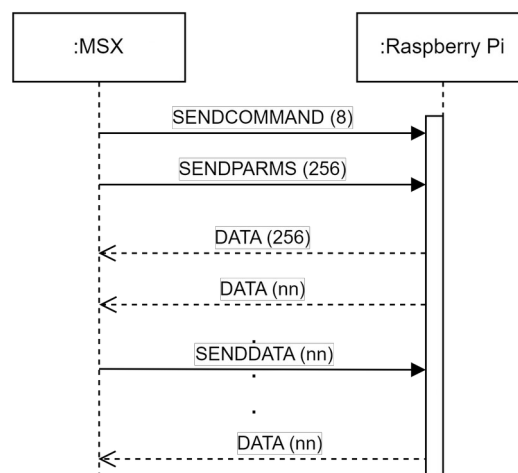 :MSX
:Raspberry Pi
SENDCOMMAND (8)
SENDPARMS (256)
DATA (256)
DATA (nn)
.
SENDDATA (nn)
.
.
DATA (nn)